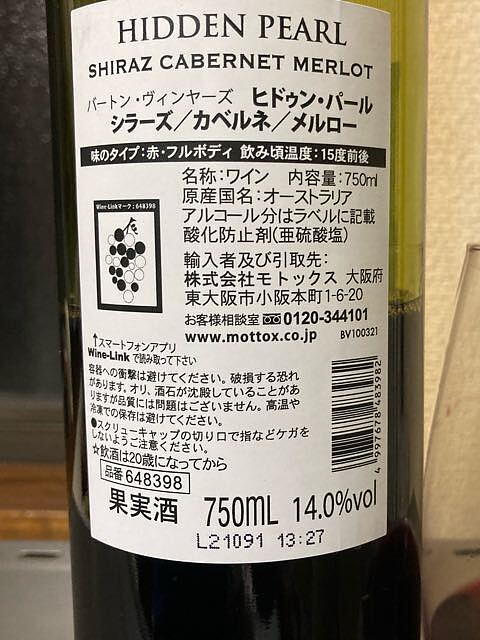 HIDDEN PEARL
SHIRAZ CABERNET MERLOT
バートン・ヴィンヤーズ ヒドゥン・パール
シラーズ／カベルネ／メルロー
味のタイプ：赤・フルボディ 飲み頃温度：15度前後
名称：ワイン 内容量：750ml
原産国名：オーストラリア
アルコール分はラベルに記載
酸化防止剤（亜硫酸塩）
Wine-Linkマーク：648398
輸入者及び引取先：
株式会社モトックス 大阪府
東大阪市小阪本町1-6-20
お客様相談室 0120-344101
www.mottox.co.jp BV100321
↑スマートフォンアプリ
Wine-Link で読み取って下さい
容器への衝撃は避けてください。破損する恐れ
があります。オリ、酒石が沈殿していることがあ
りますが品質には問題はございません。高温や
冷凍での保存は避けてください。
●スクリューキャップの切り口で指などケガを
しないようご注意ください。
☆飲酒は20歳になってから
品番 648398
4 997678 483982
果実酒 750mL 14.0%vol
L21091 13:27